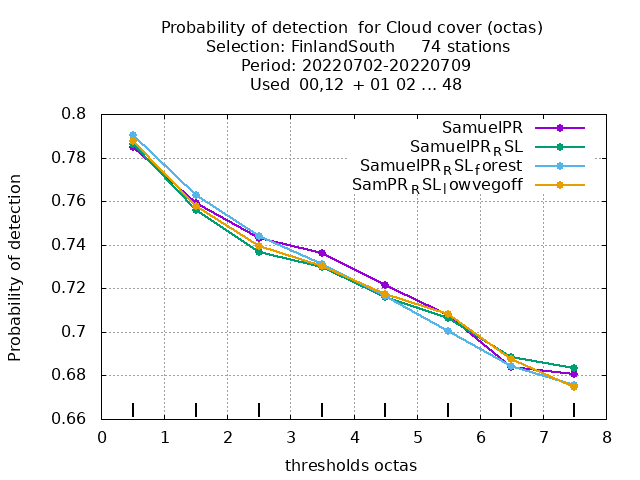 Probability of detection for Cloud cover (octas)
Selection: FinlandSouth 74 stations
Period: 20220702-20220709
Used 00,12 + 01 02 ... 48
SamuelPR
SamuelPR_RSL
SamuelPR_RSL_forest
SamPR_RSL_lowvegoff
Probability of detection
0.8
0.78
0.76
0.74
0.72
0.7
0.68
0.66
0 1 2 3 4 5 6 7 8
thresholds octas